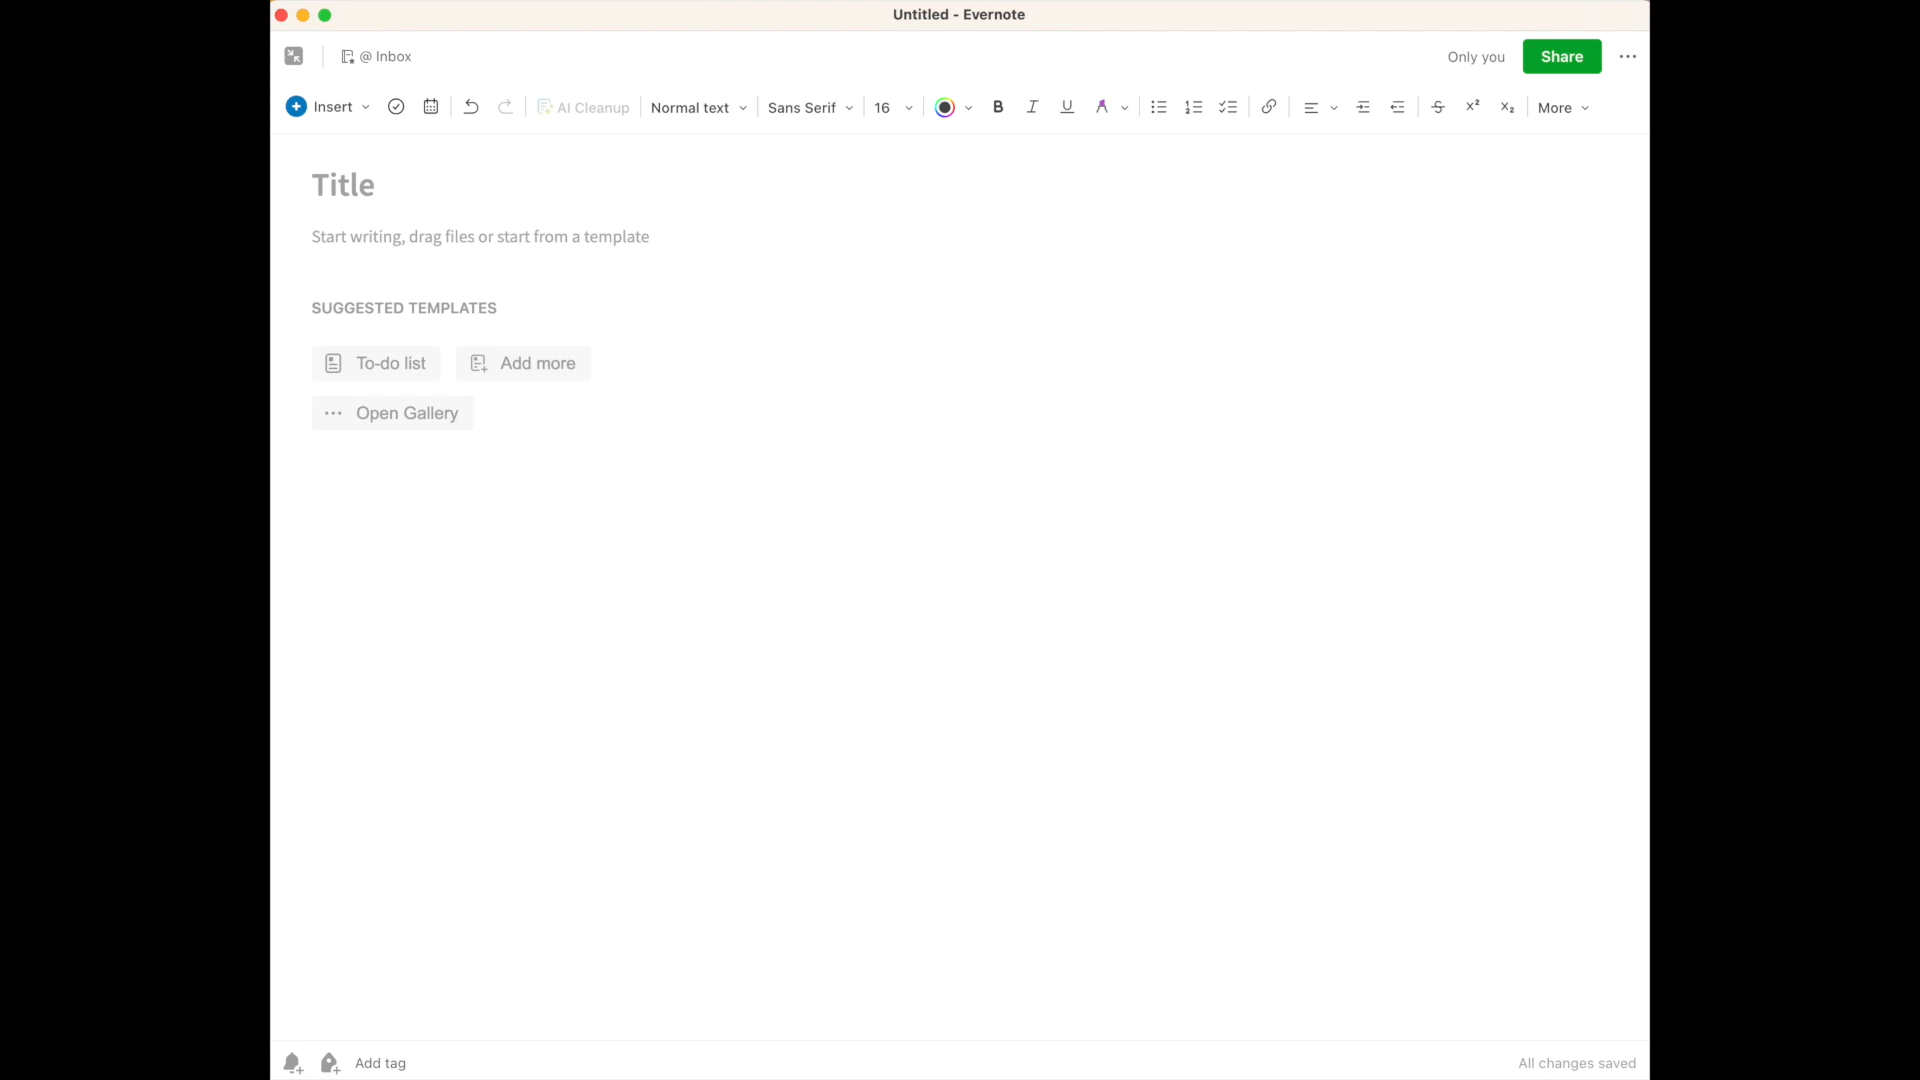 Untitled - Evernote
@ Inbox
Only you
Share
Insert
AI Cleanup
Normal text
Sans Serif
16
More
Title
Start writing, drag files or start from a template
SUGGESTED TEMPLATES
To-do list
Add more
Open Gallery
Add tag
All changes saved